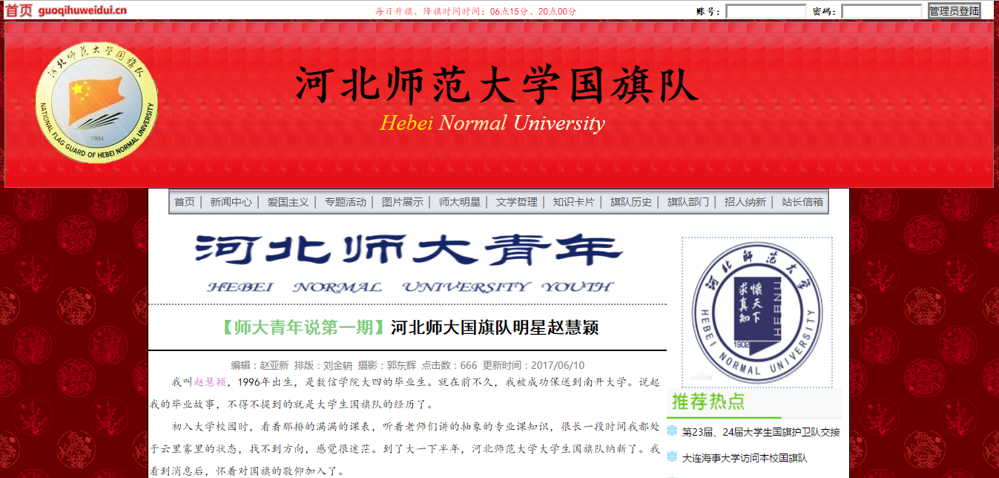 首页 guoqihuweidui.cn
每日升旗、降旗时间时间：06点15分、20点00分
账号： 密码： 管理员登陆
河北师范大学国旗队
NATIONAL FLAG GUARD OF HEBEI NORMAL UNIVERSITY
1994
河北师范大学国旗队
Hebei Normal University
首页│ 新闻中心│ 爱国主义│ 专题活动│ 图片展示│ 师大明星│ 文学哲理│ 知识卡片│ 旗队历史│ 旗队部门│ 招人纳新│ 站长信箱
河北师大青年
HEBEI NORMAL UNIVERSITY YOUTH
【师大青年说第一期】河北师大国旗队明星赵慧颖
编辑：赵亚新 排版：刘金钠 摄影：郭东辉 点击数：666 更新时间：2017/06/10
我叫赵慧颖，1996年出生，是数信学院大四的毕业生。就在前不久，我被成功保送到南开大学。说起
我的毕业故事，不得不提到的就是大学生国旗队的经历了。
初入大学校园时，看着那排的满满的课表，听着老师们讲的抽象的专业课知识，很长一段时间我都处
于云里雾里的状态，找不到方向，感觉很迷茫。到了大一下半年，河北师范大学大学生国旗队纳新了。我
看到消息后，怀着对国旗的敬仰加入了。
河北师范大学
怀天下
求真知
HEBNU
1902
HEBEI NORMAL UNIVERSITY
推荐热点
第23届、24届大学生国旗护卫队交接
大连海事大学访问本校国旗队